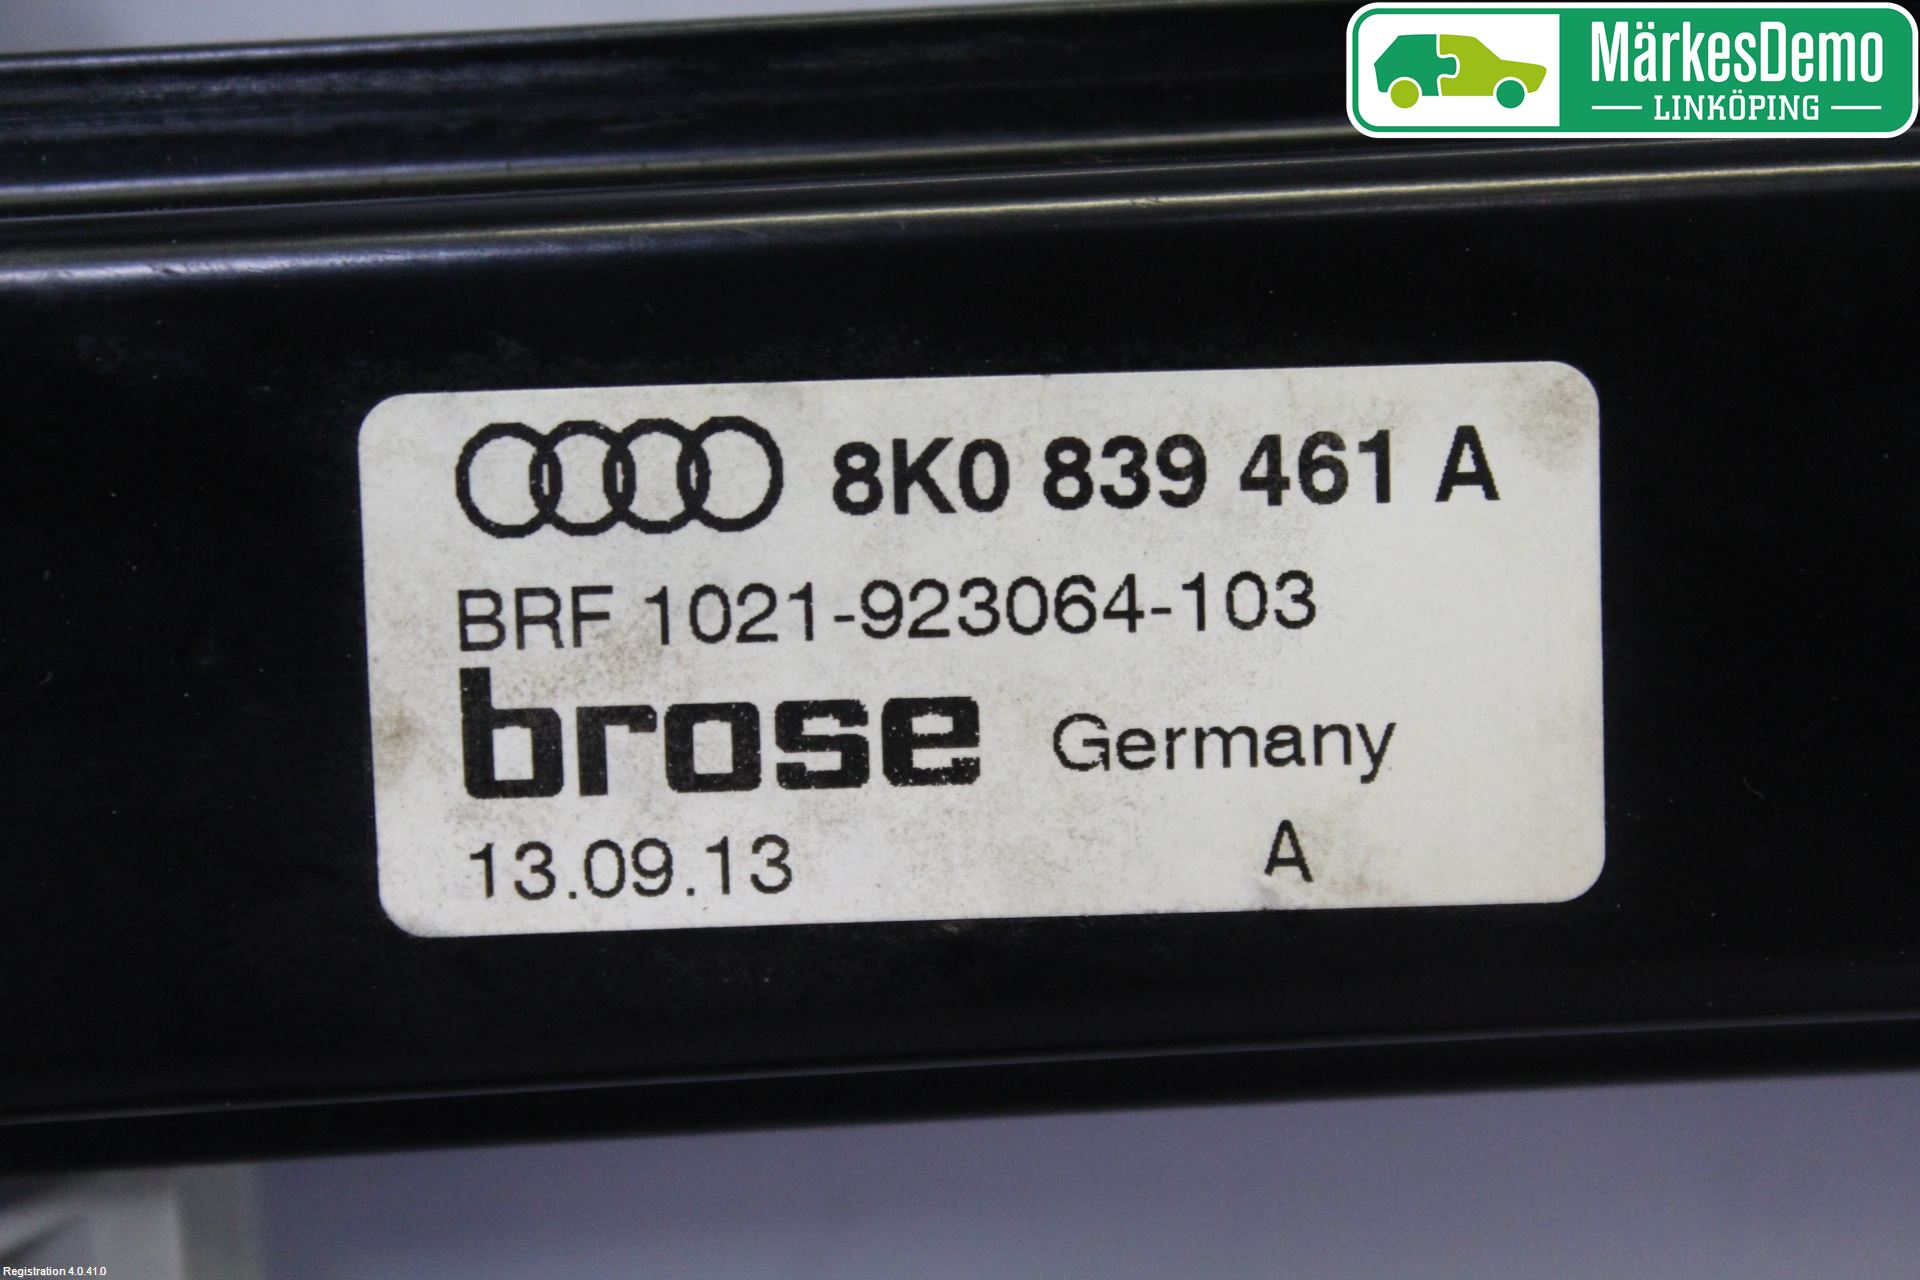 MärkesDemo
LINKÖPING
8K0 839 461 A
BRF 1021-923064-103
brose Germany
13.09.13 A
Registration 4.0.41.0